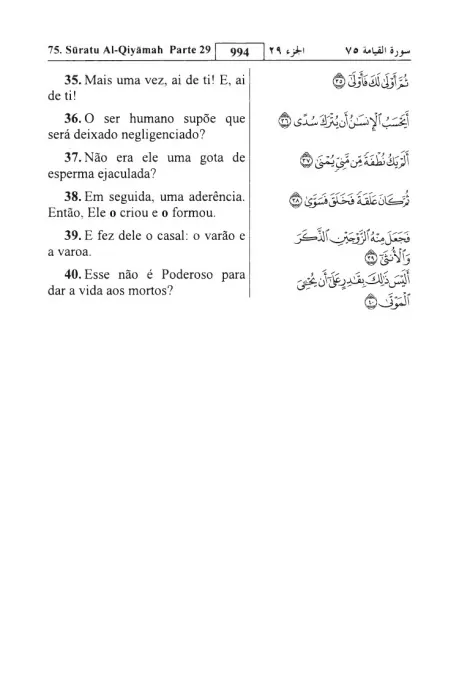 75. Sūratu Al-Qiyāmah Parte 29
994
الجزء ٢٩
سورة القيامة ٧٥
35. Mais uma vez, ai de ti! E, ai
de ti!
36. O ser humano supõe que
será deixado negligenciado?
37. Não era ele uma gota de
esperma ejaculada?
38. Em seguida, uma aderência.
Então, Ele o criou e o formou.
39. E fez dele o casal: o varão e
a varoa.
40. Esse não é Poderoso para
dar a vida aos mortos?
ثُمَّ أَوْلَىٰ لَكَ فَأَوْلَىٰٓ ٣٥
أَيَحْسَبُ ٱلْإِنسَٰنُ أَن يُتْرَكَ سُدًى ٣٦
أَلَمْ يَكُ نُطْفَةً مِّن مَّنِىٍّ يُمْنَىٰ ٣٧
ثُمَّ كَانَ عَلَقَةً فَخَلَقَ فَسَوَّىٰ ٣٨
فَجَعَلَ مِنْهُ ٱلزَّوْجَيْنِ ٱلذَّكَرَ
وَٱلْأُنثَىٰٓ ٣٩
أَلَيْسَ ذَٰلِكَ بِقَٰدِرٍ عَلَىٰٓ أَن يُحْۦِىَ
ٱلْمَوْتَىٰ ٤٠